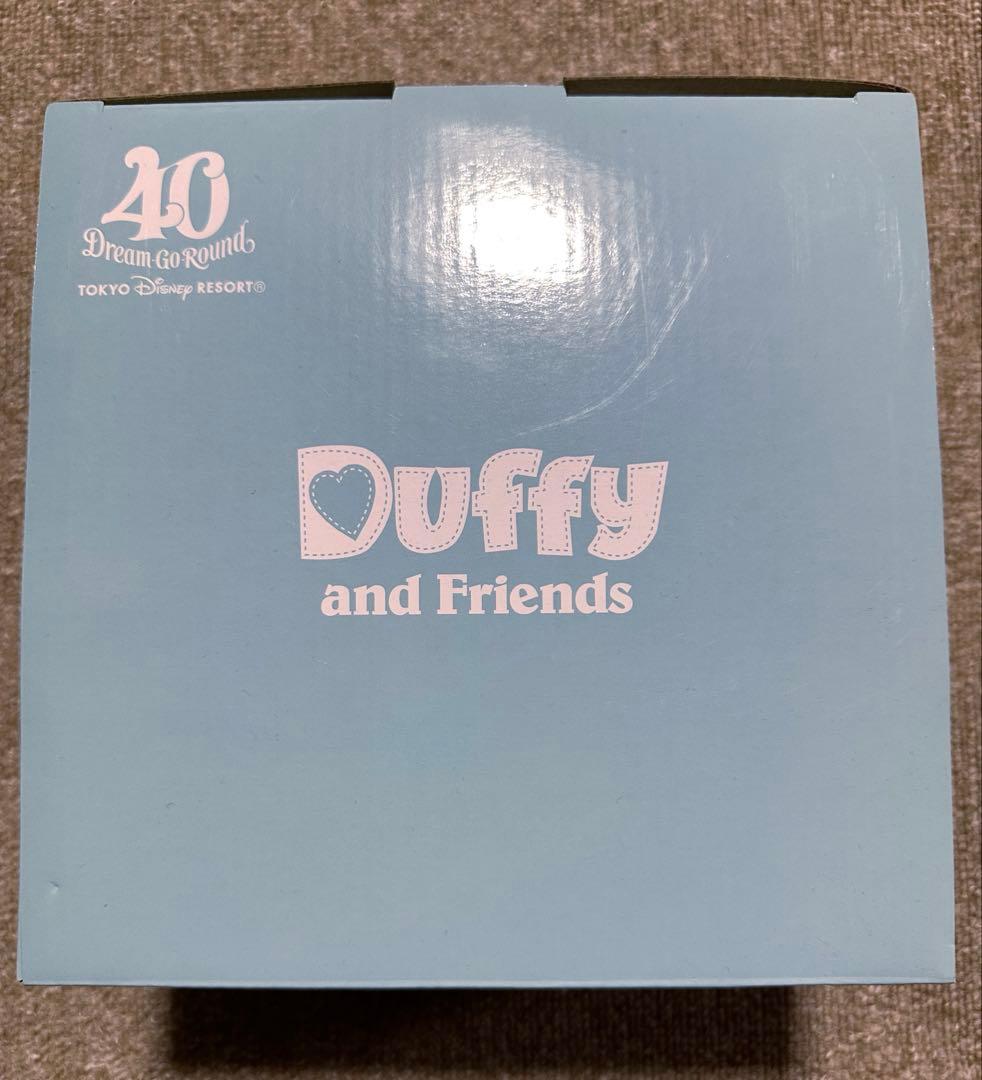 40
Dream-Go-Round
TOKYO Disney RESORT®
Duffy
and Friends